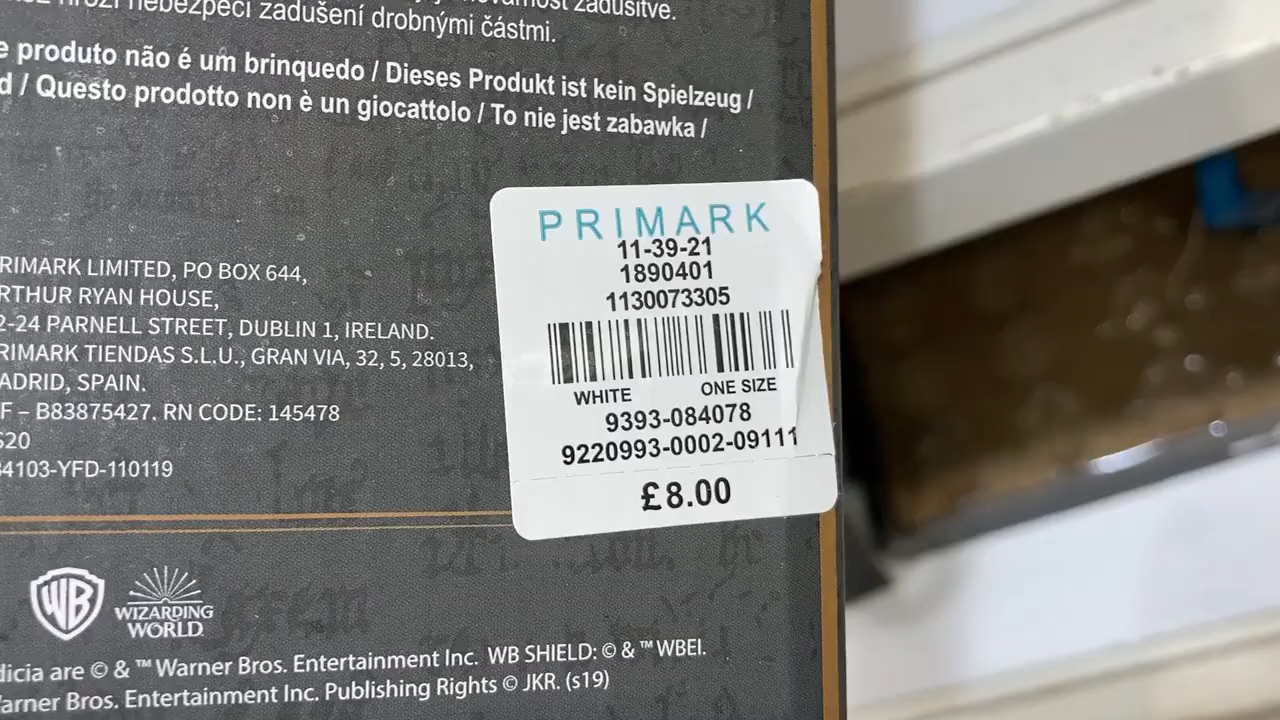 nebezpečí zadušení drobnými částmi.
e produto não é um brinquedo / Dieses Produkt ist kein Spielzeug /
d / Questo prodotto non è un giocattolo / To nie jest zabawka /
PRIMARK
11-39-21
1890401
1130073305
WHITE ONE SIZE
9393-084078
9220993-0002-09111
£8.00
RIMARK LIMITED, PO BOX 644,
RTHUR RYAN HOUSE,
2-24 PARNELL STREET, DUBLIN 1, IRELAND.
RIMARK TIENDAS S.L.U., GRAN VIA, 32, 5, 28013,
ADRID, SPAIN.
F – B83875427. RN CODE: 145478
S20
4103-YFD-110119
WB
WIZARDING
WORLD
dicia are © & ™ Warner Bros. Entertainment Inc. WB SHIELD: © & ™ WBEI.
arner Bros. Entertainment Inc. Publishing Rights © JKR. (s19)